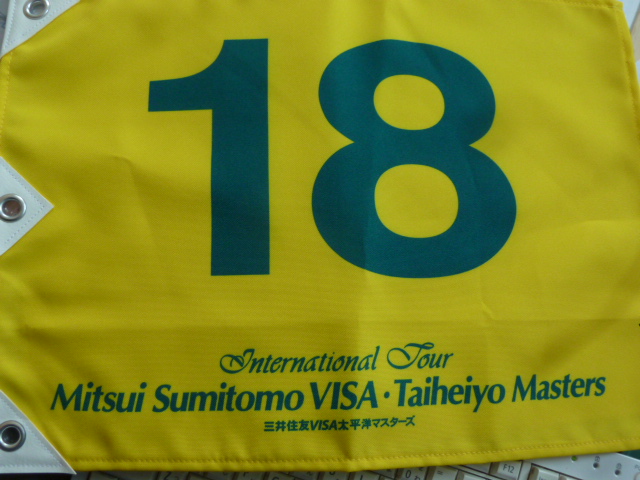 18
International Tour
Mitsui Sumitomo VISA・Taiheiyo Masters
三井住友VISA太平洋マスターズ
F12